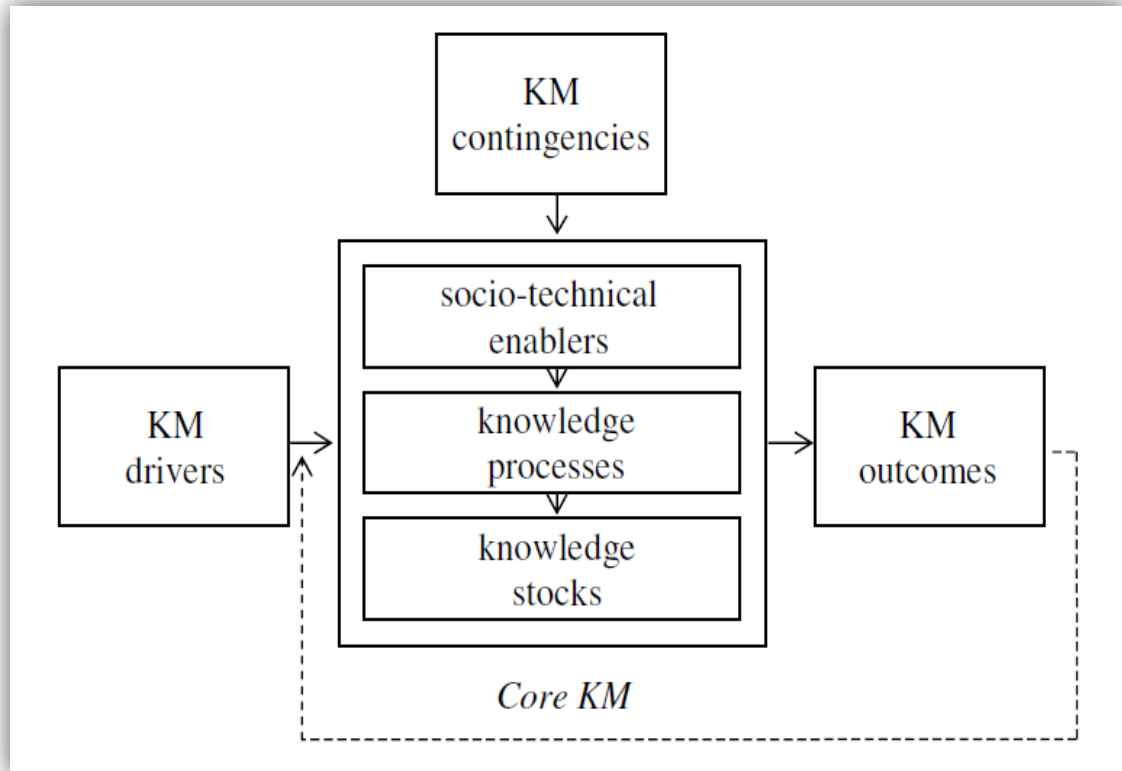 KM
contingencies
socio-technical
enablers
KM
drivers
knowledge
processes
KM
outcomes
knowledge
stocks
Core KM